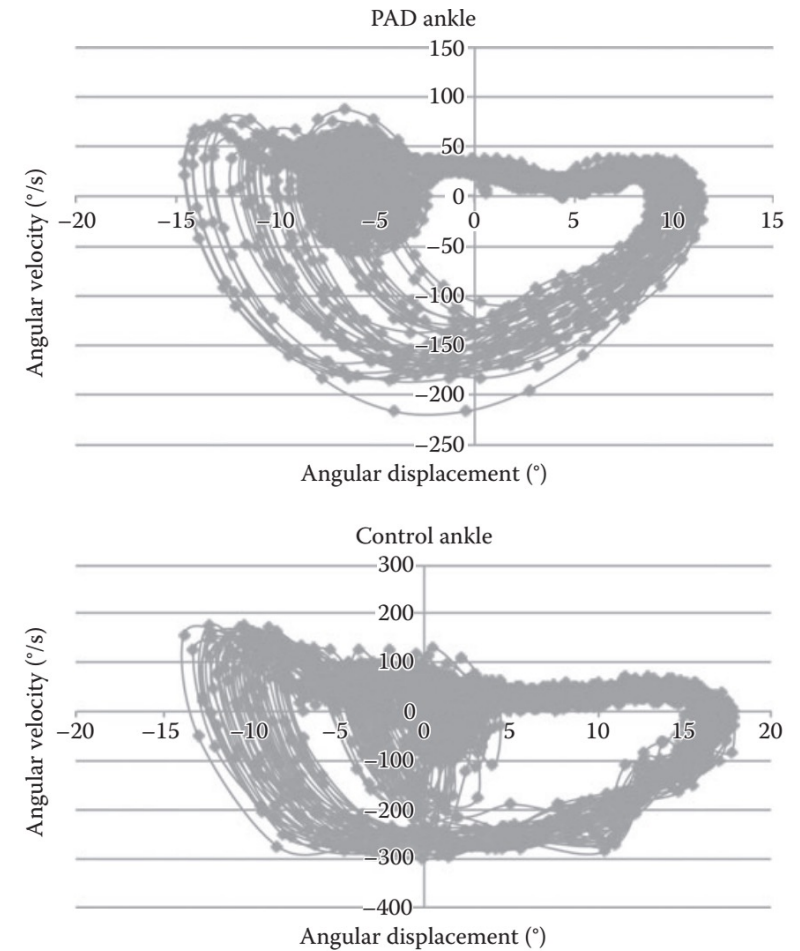 PAD ankle
150
100
50
0
−20 −15 −10 −5 0 5 10 15
−50
−100
−150
−200
−250
Angular velocity (°/s)
Angular displacement (°)
Control ankle
300
200
100
0
−20 −15 −10 −5 0 5 10 15 20
−100
−200
−300
−400
Angular velocity (°/s)
Angular displacement (°)